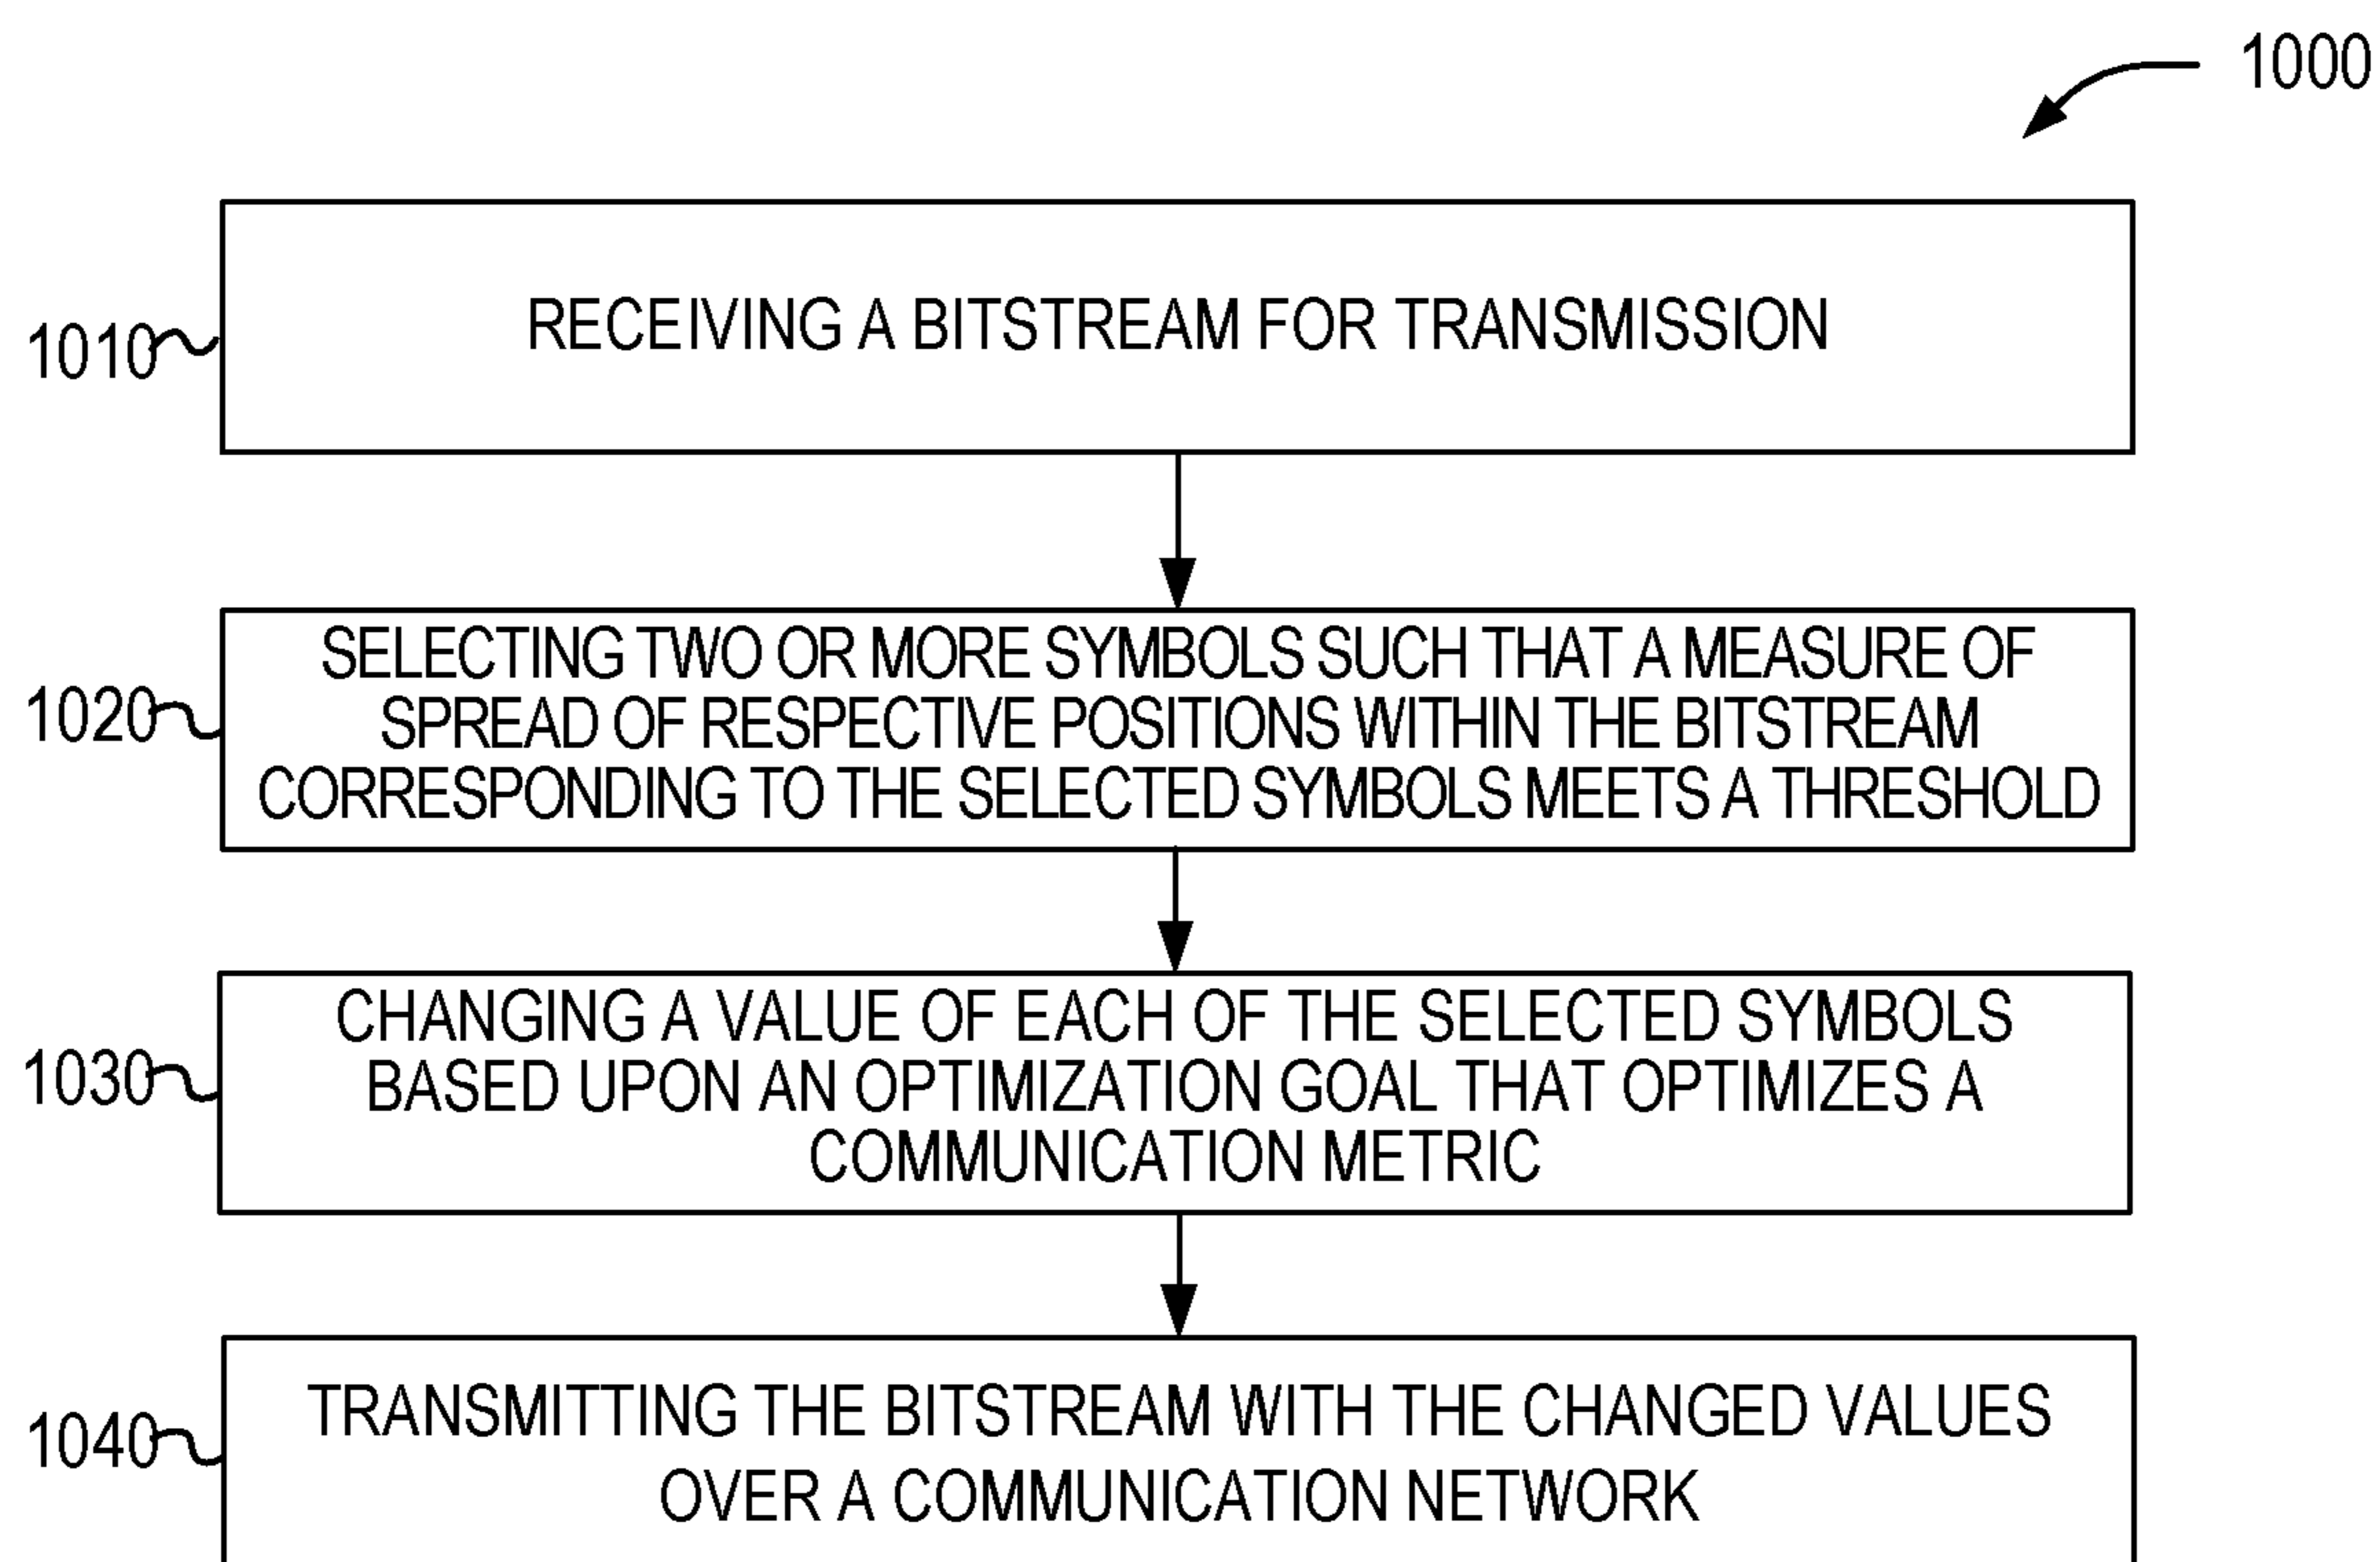 1000
1010
RECEIVING A BITSTREAM FOR TRANSMISSION
1020
SELECTING TWO OR MORE SYMBOLS SUCH THAT A MEASURE OF
SPREAD OF RESPECTIVE POSITIONS WITHIN THE BITSTREAM
CORRESPONDING TO THE SELECTED SYMBOLS MEETS A THRESHOLD
1030
CHANGING A VALUE OF EACH OF THE SELECTED SYMBOLS
BASED UPON AN OPTIMIZATION GOAL THAT OPTIMIZES A
COMMUNICATION METRIC
1040
TRANSMITTING THE BITSTREAM WITH THE CHANGED VALUES
OVER A COMMUNICATION NETWORK